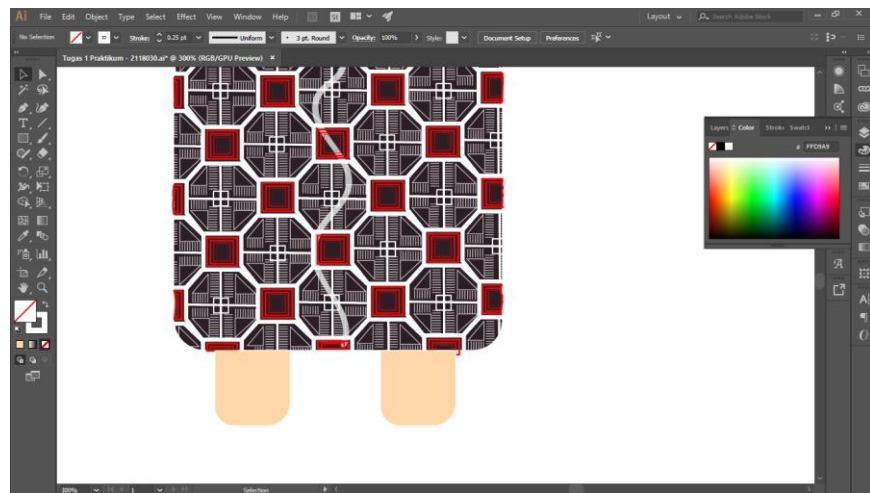 Ai File Edit Object Type Select Effect View Window Help St Layout Search Adobe Stock
No Selection Stroke: 0.25 pt Uniform 3 pt. Round Opacity: 100% Style: Document Setup Preferences
Tugas 1 Praktikum - 2118030.ai* @ 300% (RGB/GPU Preview) ×
Layers Color Stroke Swatcl
# FFD9A9
300% 1 Selection